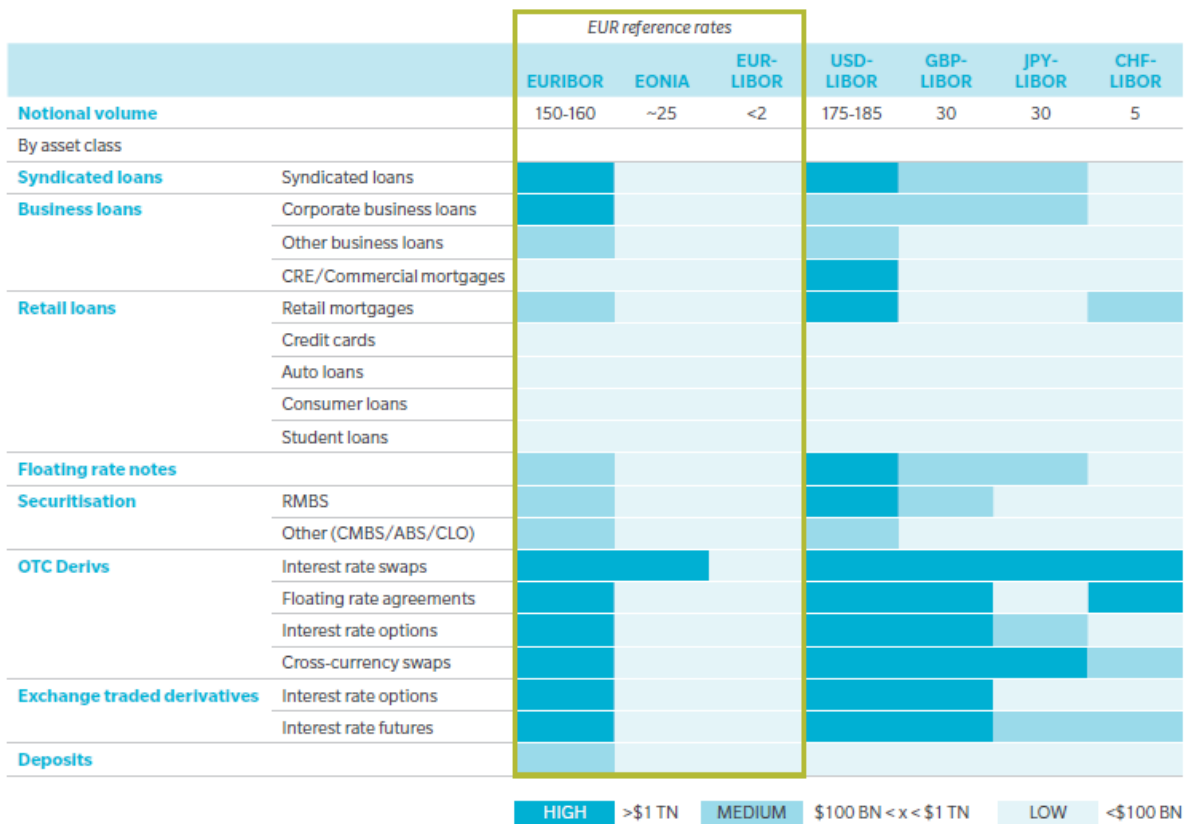 EUR reference rates
EURIBOR EONIA EUR-LIBOR USD-LIBOR GBP-LIBOR JPY-LIBOR CHF-LIBOR
Notional volume 150-160 ~25 <2 175-185 30 30 5
By asset class
Syndicated loans Syndicated loans
Business loans Corporate business loans
Other business loans
CRE/Commercial mortgages
Retail loans Retail mortgages
Credit cards
Auto loans
Consumer loans
Student loans
Floating rate notes
Securitisation RMBS
Other (CMBS/ABS/CLO)
OTC Derivs Interest rate swaps
Floating rate agreements
Interest rate options
Cross-currency swaps
Exchange traded derivatives Interest rate options
Interest rate futures
Deposits
HIGH >$1 TN MEDIUM $100 BN < x < $1 TN LOW <$100 BN